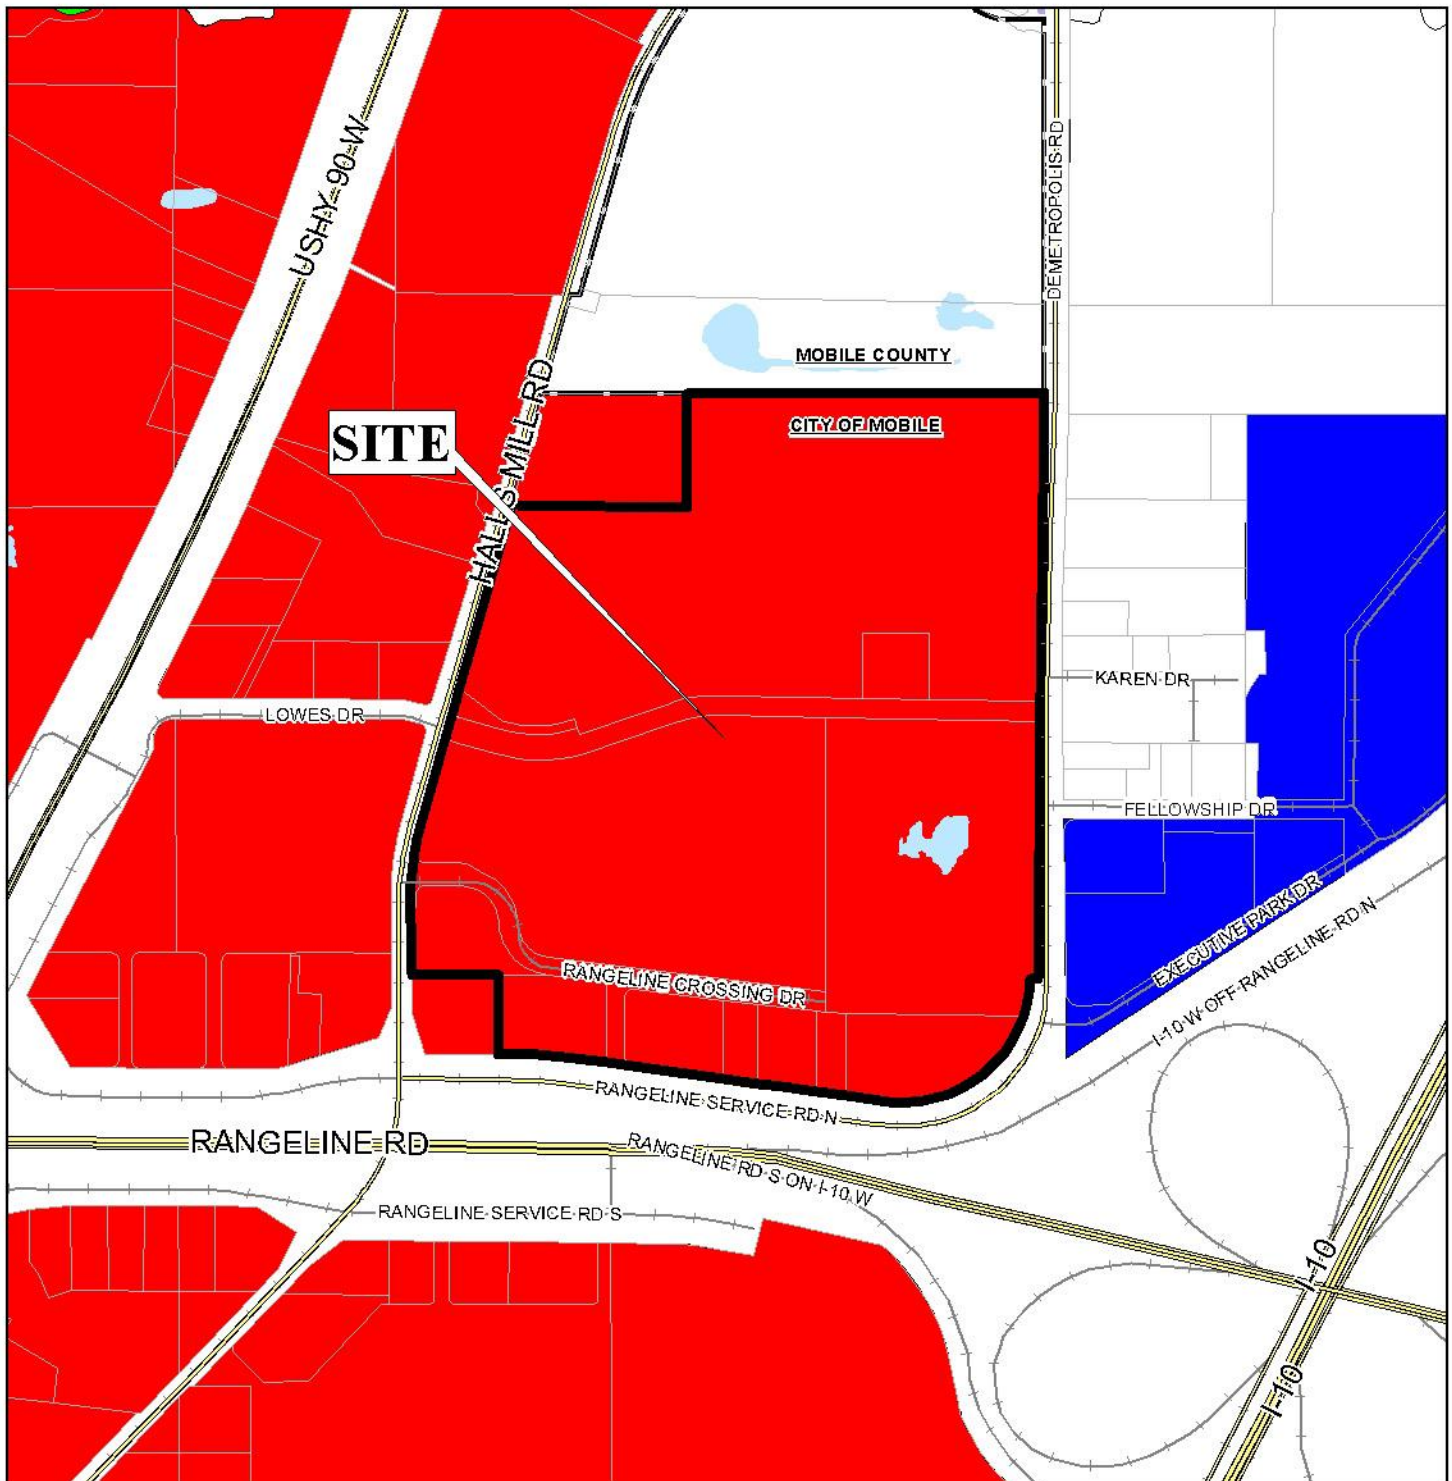 USHY 90 W
DEMETROPOLIS RD
MOBILE COUNTY
HALLS MILL RD
SITE
CITY OF MOBILE
KAREN DR
LOWES DR
FELLOWSHIP DR
EXECUTIVE PARK DR
I-10 W OFF RANGELINE RD N
RANGELINE CROSSING DR
RANGELINE SERVICE RD N
RANGELINE RD
RANGELINE RD S ON I-10 W
RANGELINE SERVICE RD S
I-10
I-10